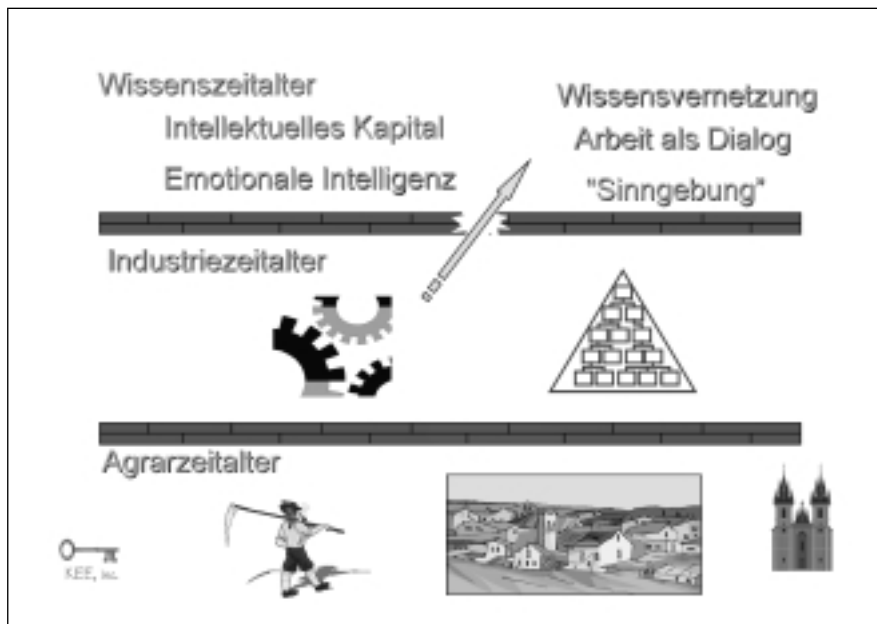 Wissenszeitalter
Intellektuelles Kapital
Emotionale Intelligenz
Wissensvernetzung
Arbeit als Dialog
"Sinngebung"
Industriezeitalter
Agrarzeitalter
KEE, inc.